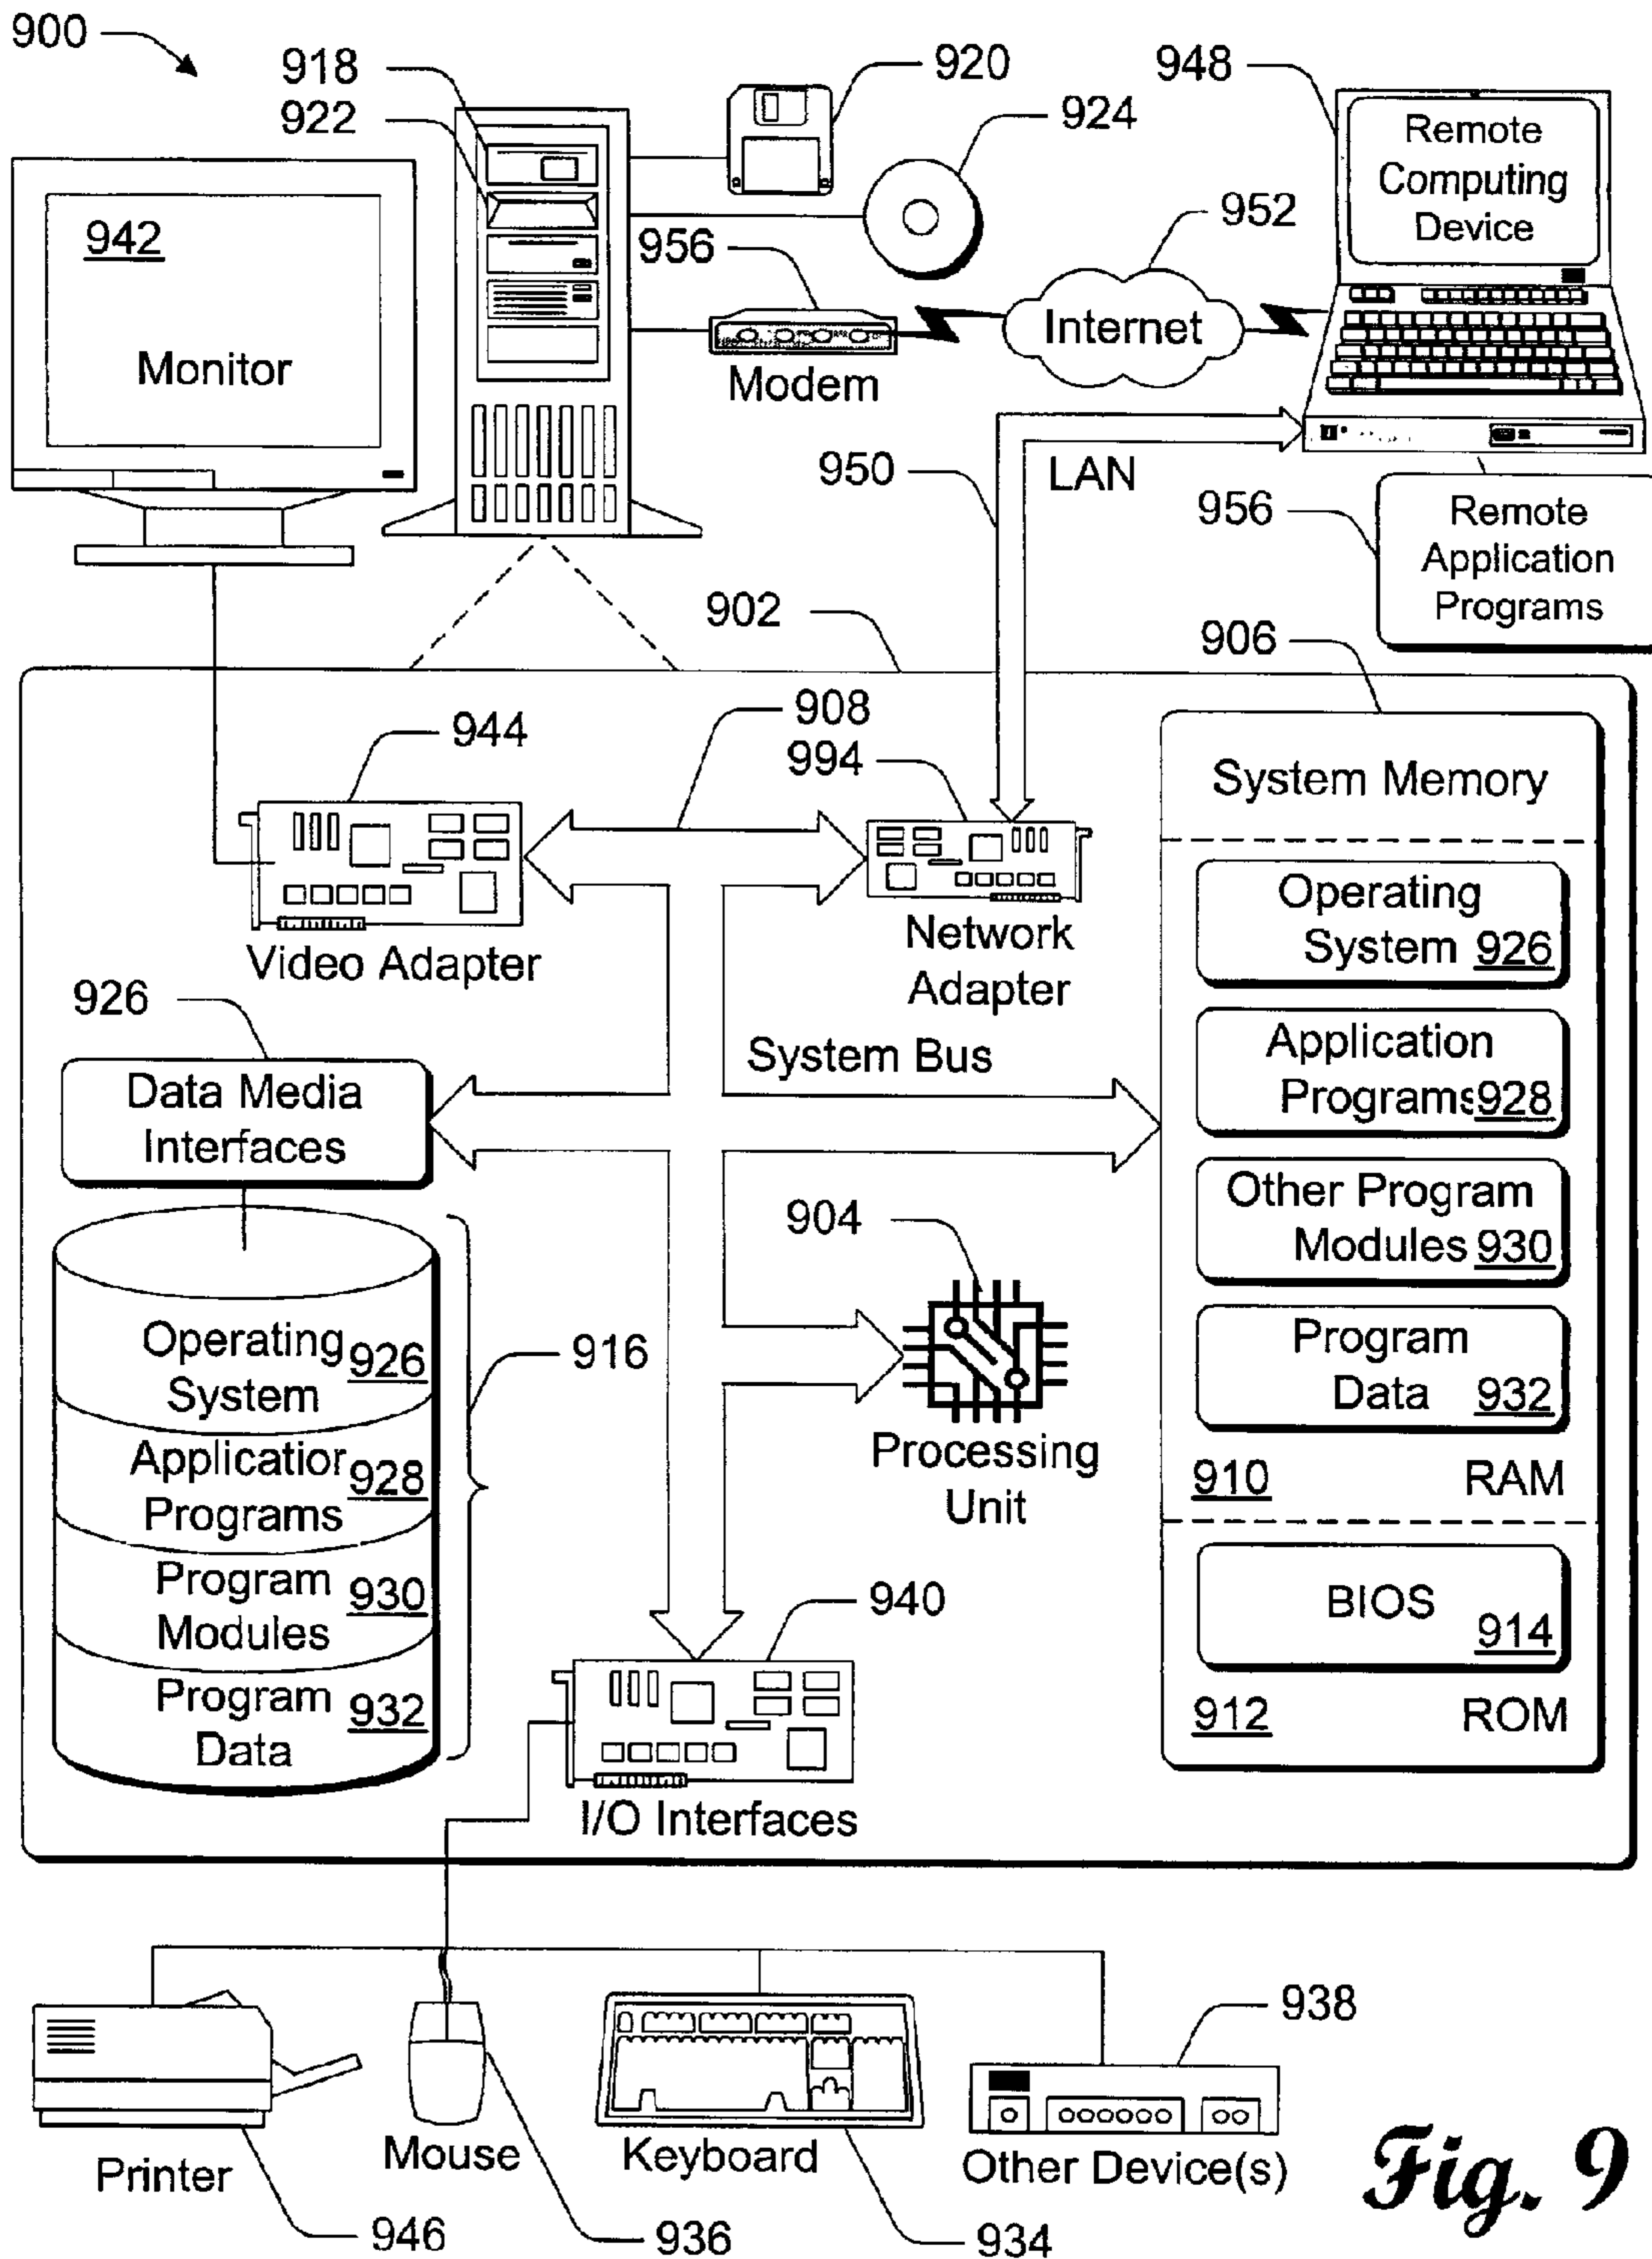 900
918
922
920
924
948
Remote
Computing
Device
942
Monitor
956
Modem
952
Internet
950
LAN
956
Remote
Application
Programs
902
906
908
944
994
Video Adapter
Network
Adapter
System Memory
Operating
System 926
Application
Programs 928
Other Program
Modules 930
Program
Data 932
910 RAM
BIOS
914
912 ROM
926
Data Media
Interfaces
System Bus
904
Processing
Unit
Operating
System 926
916
Application
Programs 928
Program
Modules 930
Program
Data 932
940
I/O Interfaces
Printer
946
Mouse
936
Keyboard
934
938
Other Device(s)
Fig. 9